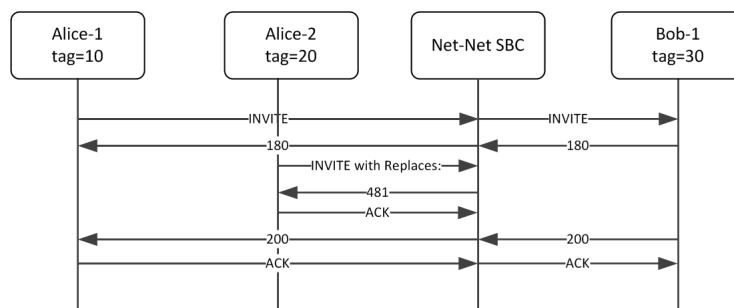 Alice-1
tag=10
Alice-2
tag=20
Net-Net SBC
Bob-1
tag=30
INVITE
INVITE
180
180
INVITE with Replaces:
481
ACK
200
200
ACK
ACK